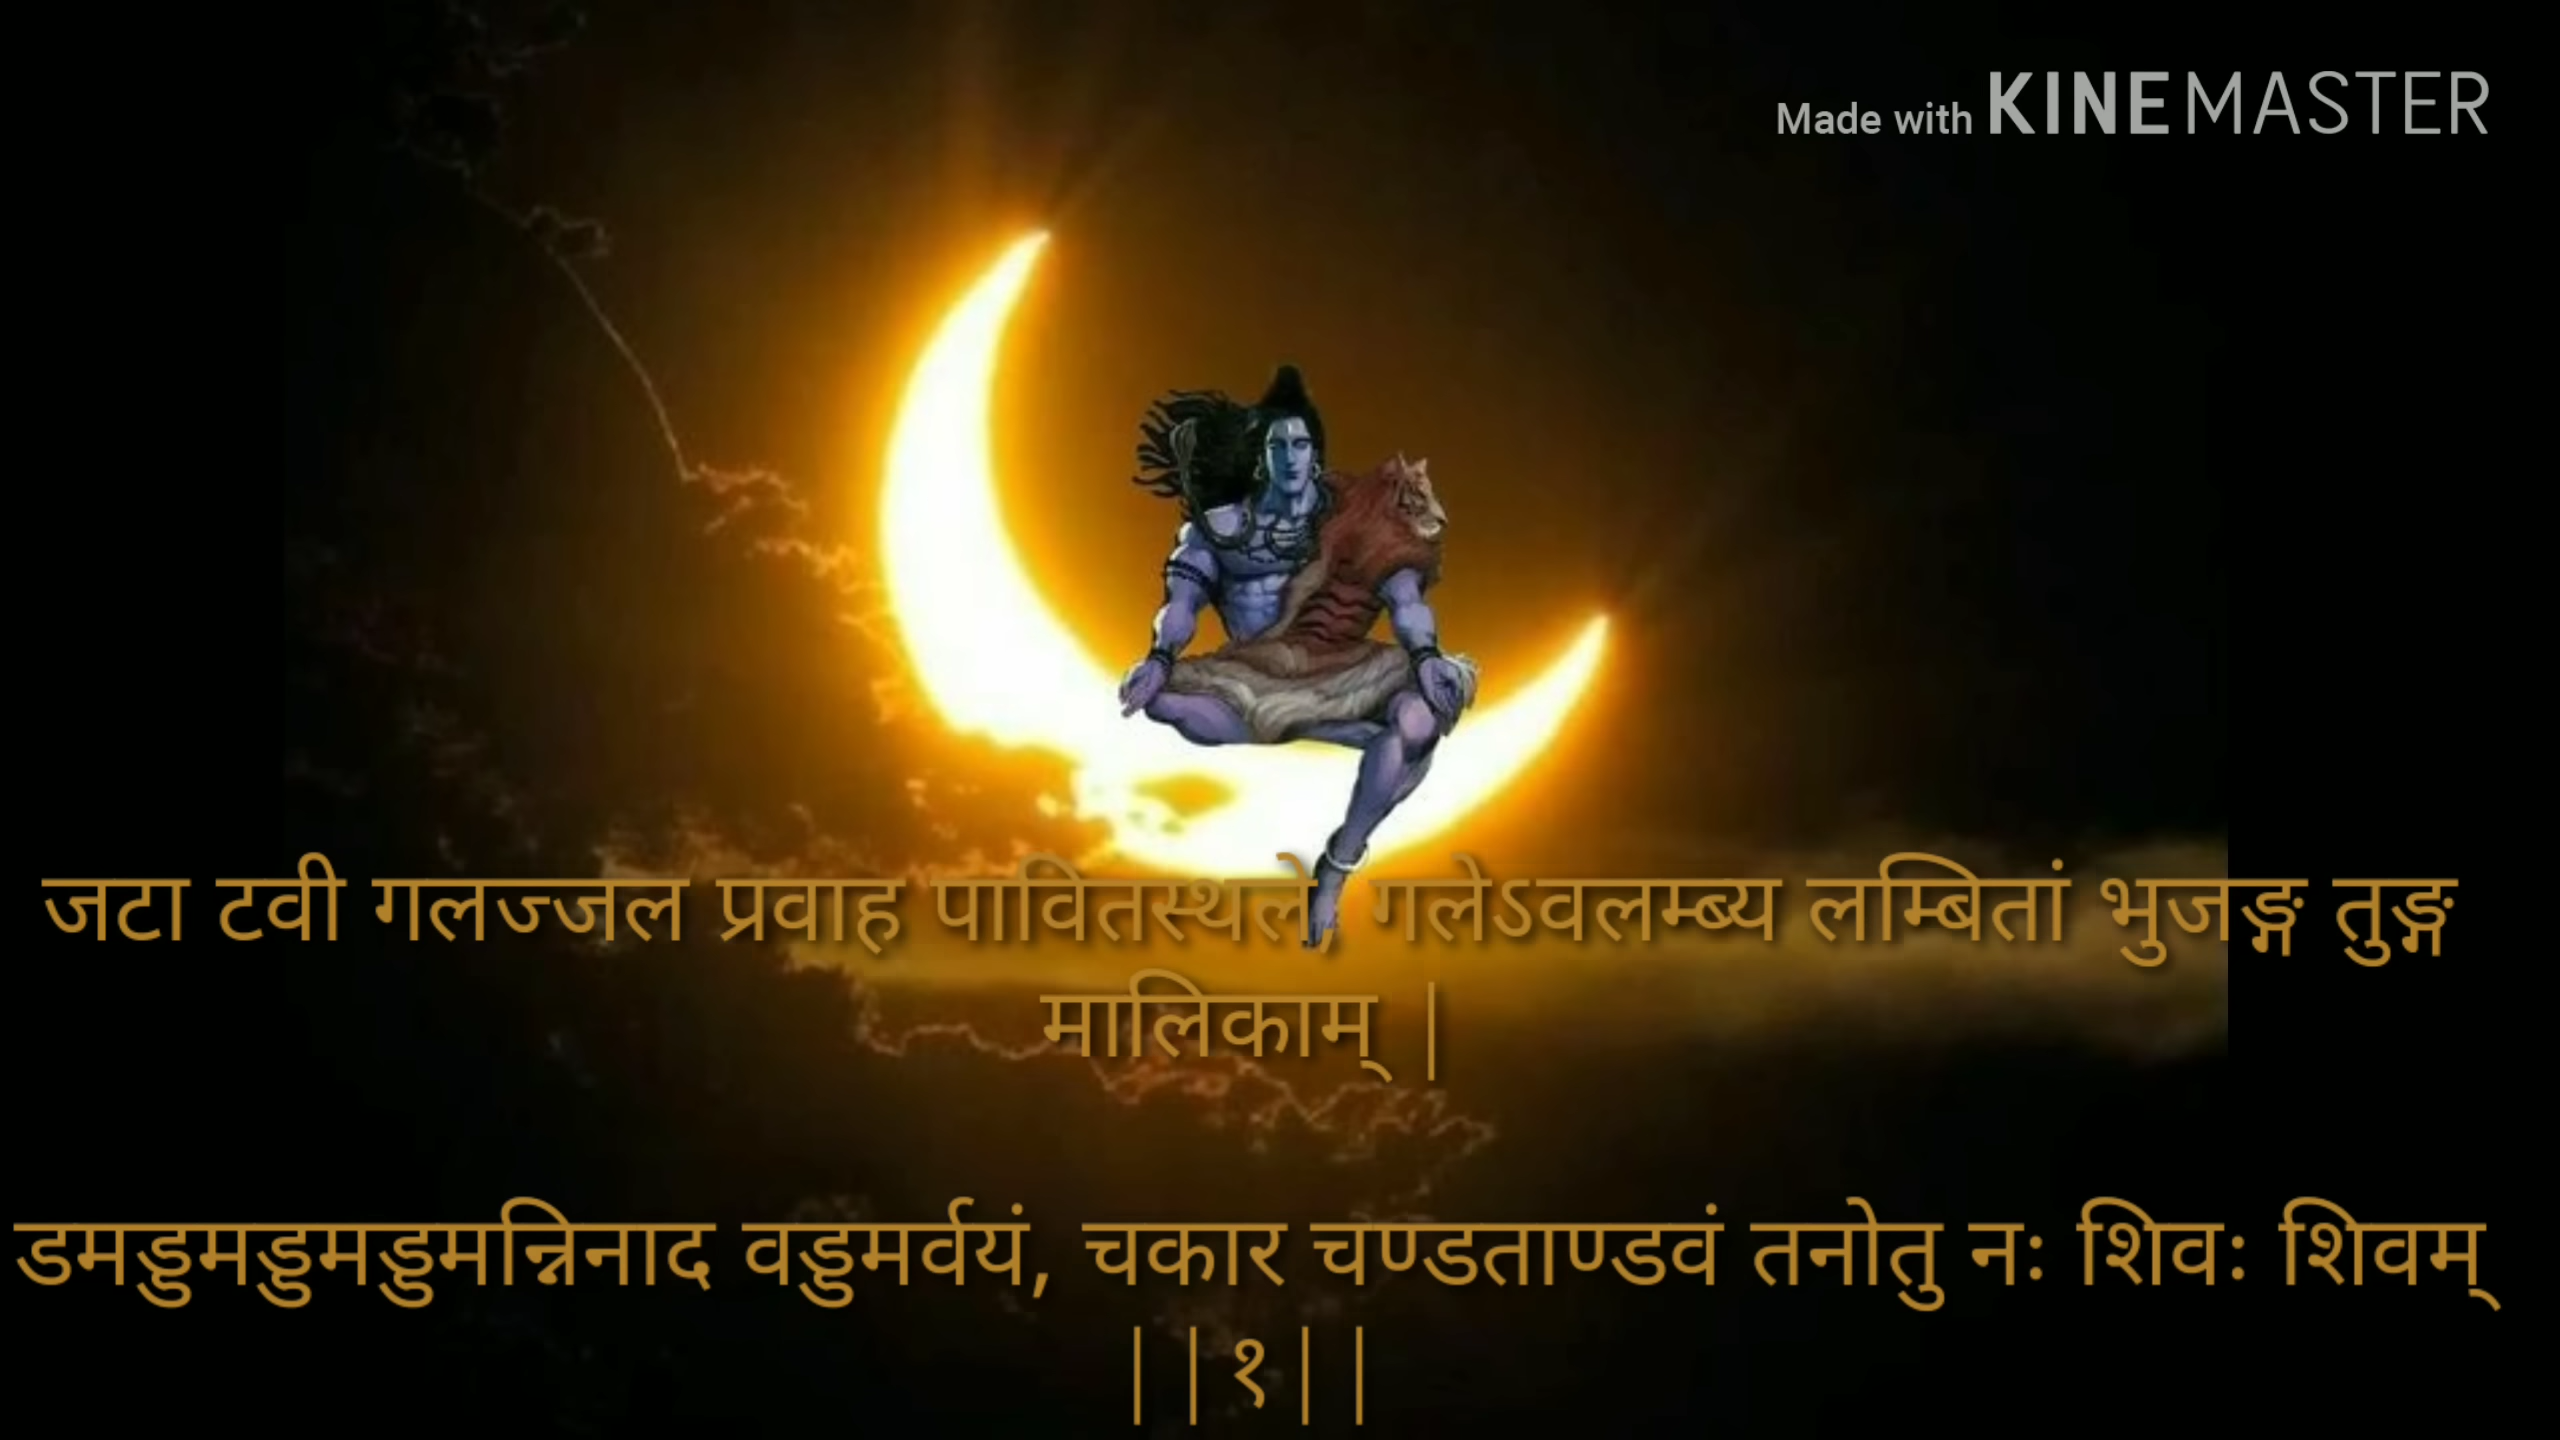 Made with KINEMASTER
जटा टवी गलज्जल प्रवाह पावितस्थले, गलेऽवलम्ब्य लम्बितां भुजङ्ग तुङ्ग
मालिकाम् |
डमड्डमड्डमड्डमन्निनाद वड्डमर्वयं, चकार चण्डताण्डवं तनोतु नः शिवः शिवम्
||१||